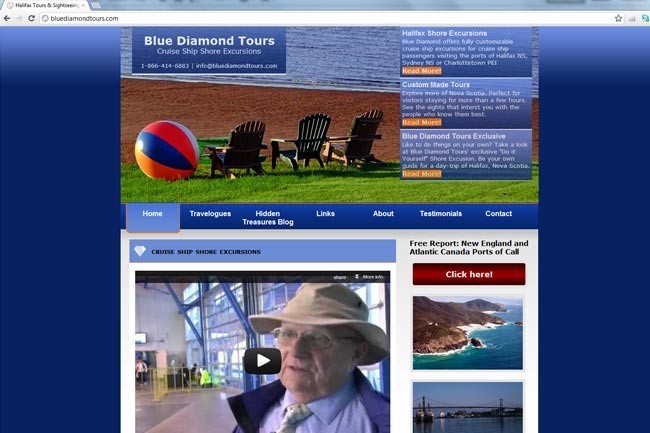 Halifax Tours & Sightseeing
bluediamondtours.com
Blue Diamond Tours
Cruise Ship Shore Excursions
1-866-414-6883 | info@bluediamondtours.com
Halifax Shore Excursions
Blue Diamond offers fully customizable
cruise ship excursions for cruise ship
passengers visiting the ports of Halifax NS,
Sydney NS or Charlottetown PEI
Read More!
Custom Made Tours
Explore more of Nova Scotia. Perfect for
visitors staying for more than a few hours.
See the sights that interst you with the
people who know them best.
Read More!
Blue Diamond Tours Exclusive
Like to do things on your own? Take a look
at Blue Diamond Tours' exclusive "Do it
Yourself" Shore Excusion. Be your own
guide for a day-trip of Halifax, Nova Scotia.
Read More!
Home
Travelogues
Hidden
Treasures Blog
Links
About
Testimonials
Contact
CRUISE SHIP SHORE EXCURSIONS
share
More info
Free Report: New England and
Atlantic Canada Ports of Call
Click here!